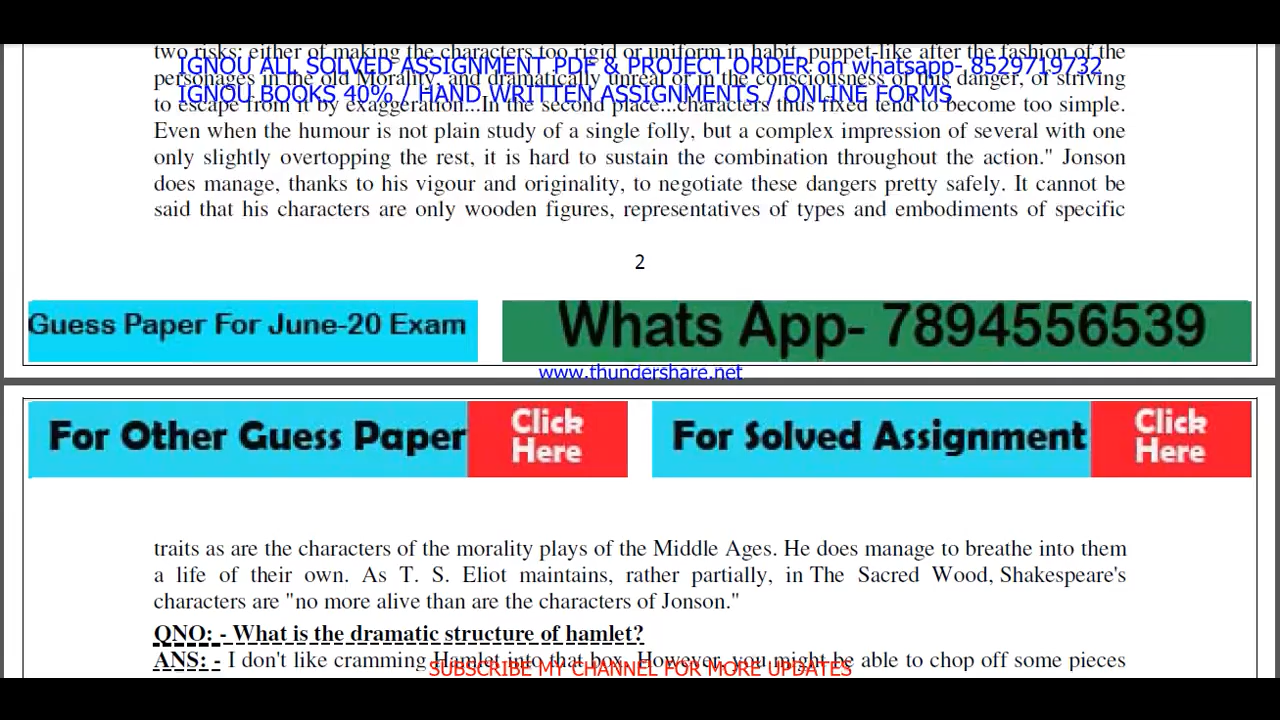 two risks: either of making the characters too rigid or uniform in habit, puppet-like after the fashion of the
IGNOU ALL SOLVED ASSIGNMENT PDF & PROJECT ORDER on whatsapp- 8529719732
personages in the old Morality, and dramatically unreal or in the consciousness of this danger, of striving
IGNOU BOOKS 40% / HAND WRITTEN ASSIGNMENTS / ONLINE FORMS
to escape from it by exaggeration...In the second place...characters thus fixed tend to become too simple.
Even when the humour is not plain study of a single folly, but a complex impression of several with one
only slightly overtopping the rest, it is hard to sustain the combination throughout the action." Jonson
does manage, thanks to his vigour and originality, to negotiate these dangers pretty safely. It cannot be
said that his characters are only wooden figures, representatives of types and embodiments of specific
2
Guess Paper For June-20 Exam
Whats App- 7894556539
www.thundershare.net
For Other Guess Paper
Click
Here
For Solved Assignment
Click
Here
traits as are the characters of the morality plays of the Middle Ages. He does manage to breathe into them
a life of their own. As T. S. Eliot maintains, rather partially, in The Sacred Wood, Shakespeare's
characters are "no more alive than are the characters of Jonson."
QNO: - What is the dramatic structure of hamlet?
ANS: - I don't like cramming Hamlet into that box. However, you might be able to chop off some pieces
SUBSCRIBE MY CHANNEL FOR MORE UPDATES